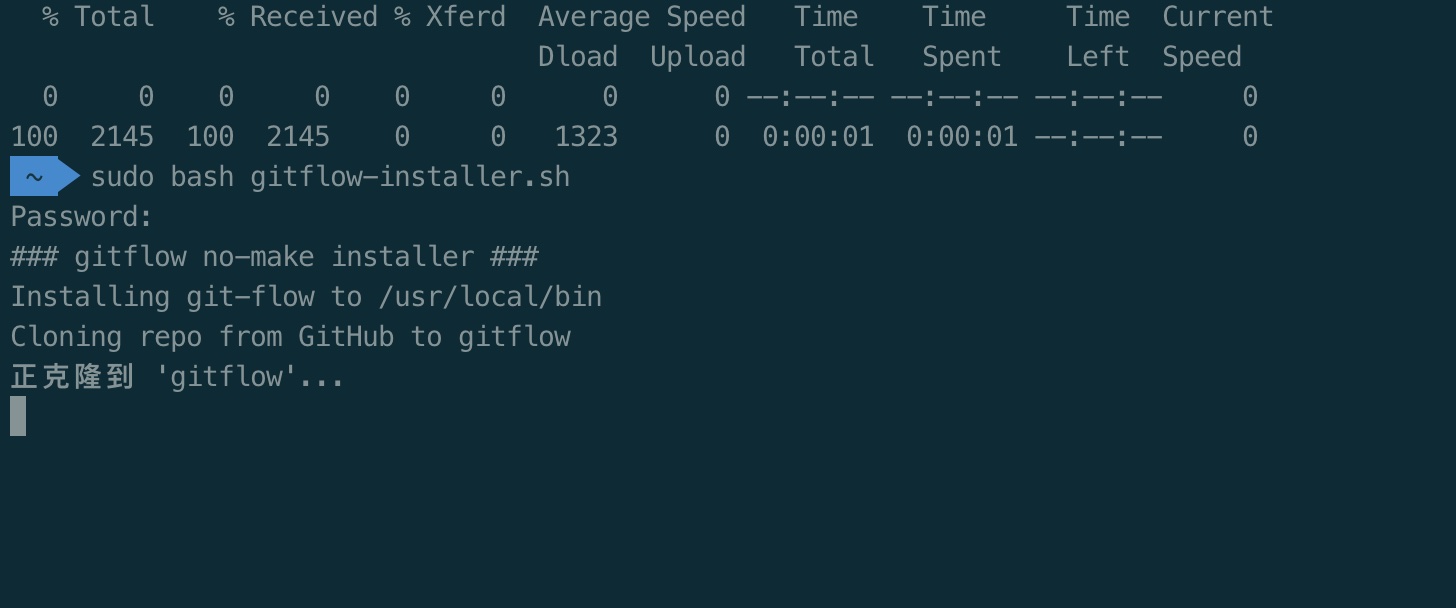 % Total % Received % Xferd Average Speed Time Time Time Current
Dload Upload Total Spent Left Speed
0 0 0 0 0 0 0 0 --:--:-- --:--:-- --:--:-- 0
100 2145 100 2145 0 0 1323 0 0:00:01 0:00:01 --:--:-- 0
~ sudo bash gitflow-installer.sh
Password:
### gitflow no-make installer ###
Installing git-flow to /usr/local/bin
Cloning repo from GitHub to gitflow
正克隆到 'gitflow'...